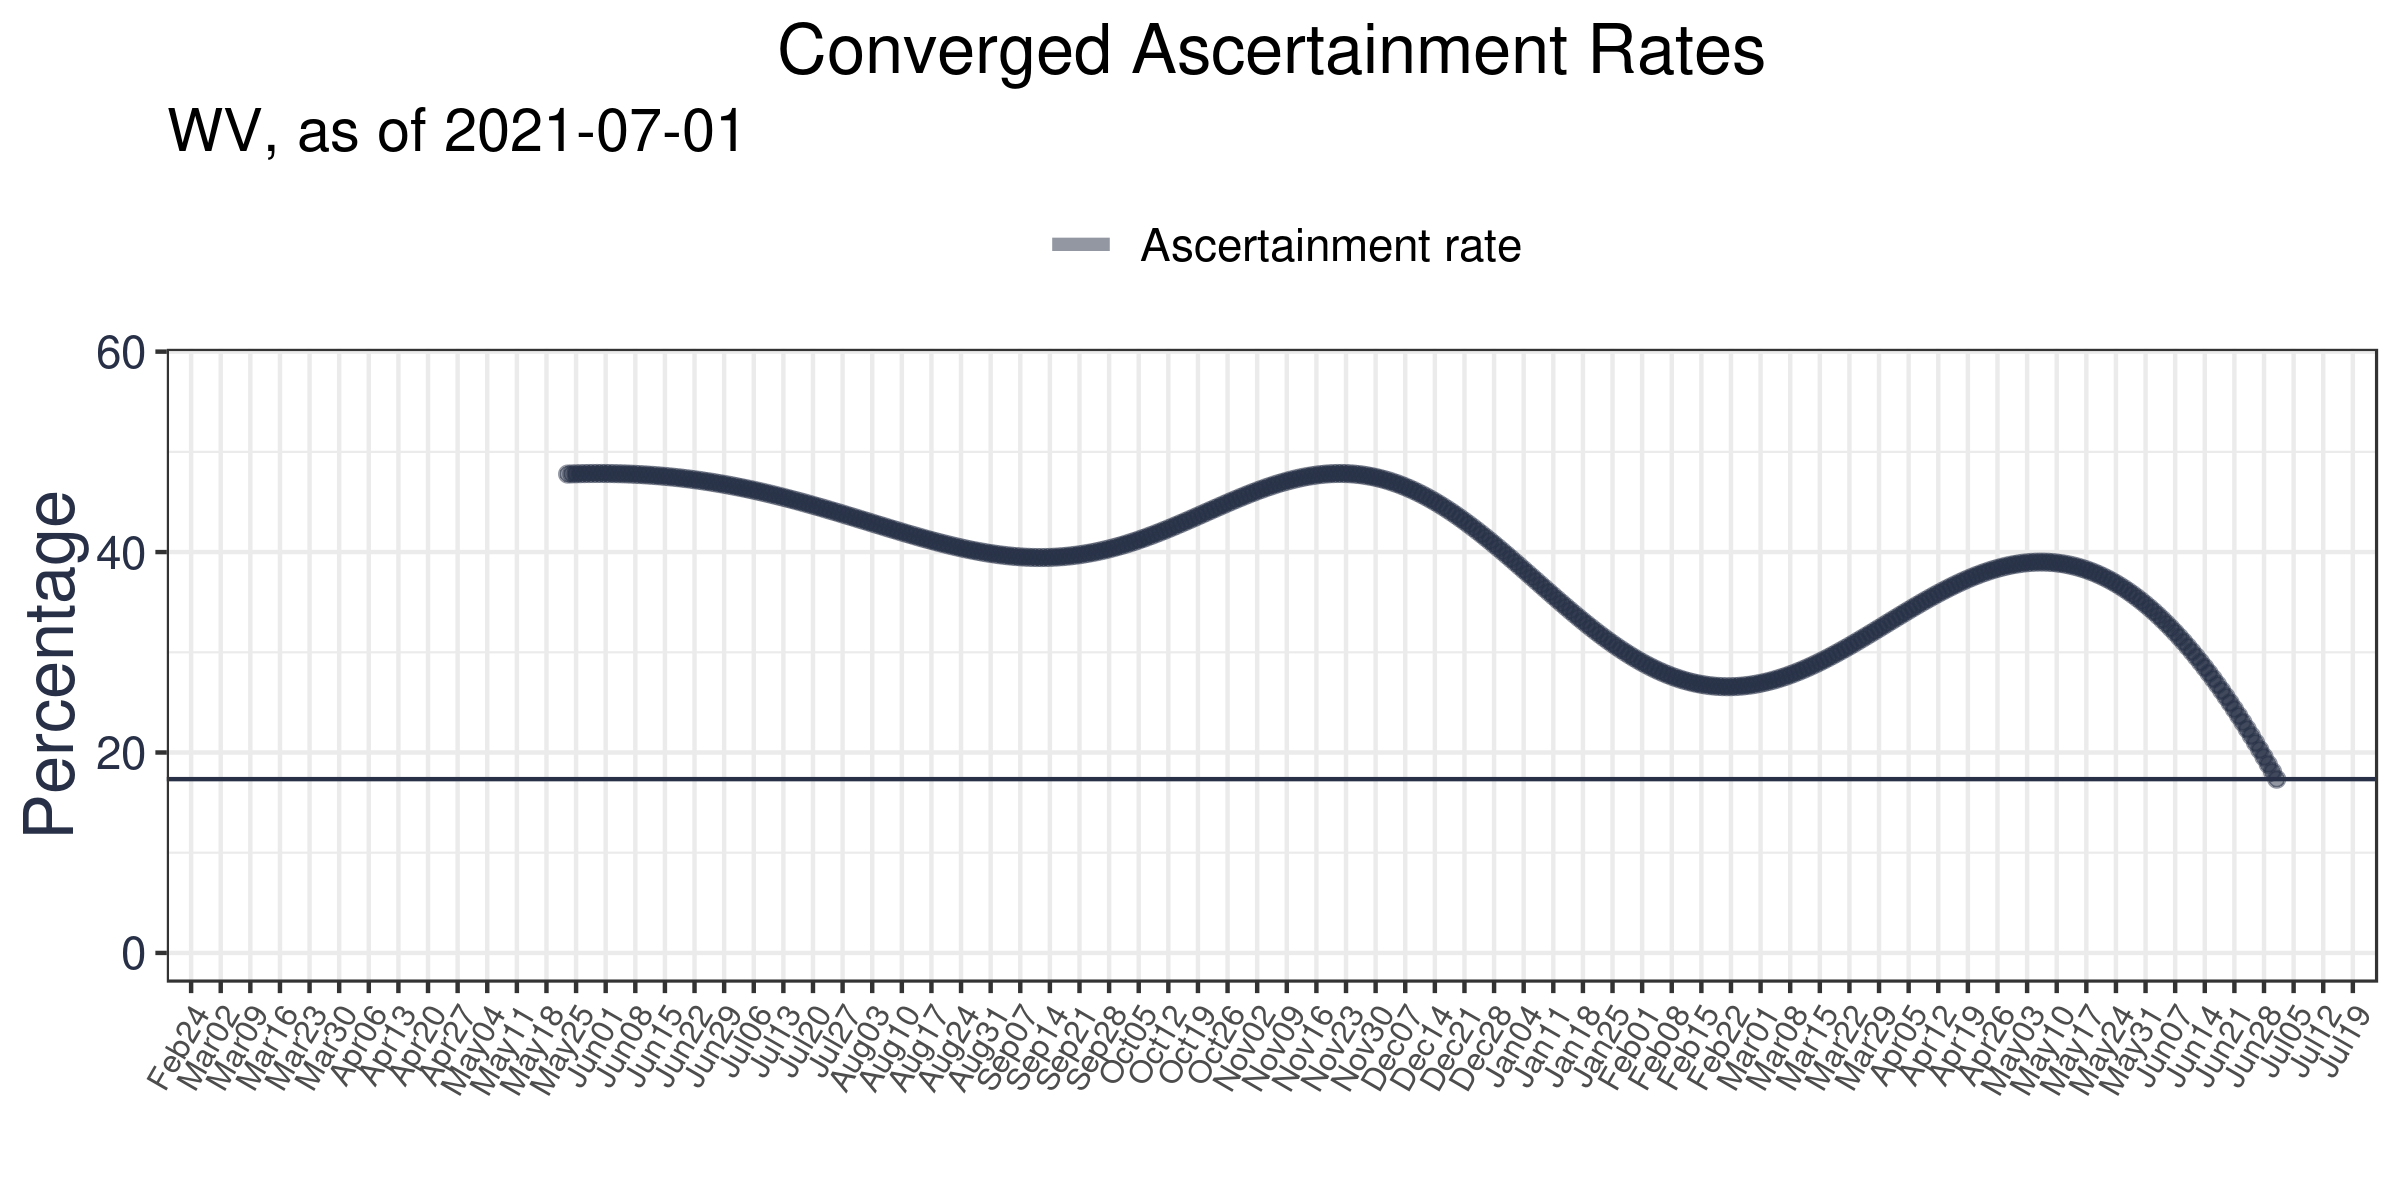 Converged Ascertainment Rates
WV, as of 2021-07-01
Ascertainment rate
Percentage
60
40
20
0
Feb24
Mar02
Mar09
Mar16
Mar23
Mar30
Apr06
Apr13
Apr20
Apr27
May04
May11
May18
May25
Jun01
Jun08
Jun15
Jun22
Jun29
Jul06
Jul13
Jul20
Jul27
Aug03
Aug10
Aug17
Aug24
Aug31
Sep07
Sep14
Sep21
Sep28
Oct05
Oct12
Oct19
Oct26
Nov02
Nov09
Nov16
Nov23
Nov30
Dec07
Dec14
Dec21
Dec28
Jan04
Jan11
Jan18
Jan25
Feb01
Feb08
Feb15
Feb22
Mar01
Mar08
Mar15
Mar22
Mar29
Apr05
Apr12
Apr19
Apr26
May03
May10
May17
May24
May31
Jun07
Jun14
Jun21
Jun28
Jul05
Jul12
Jul19